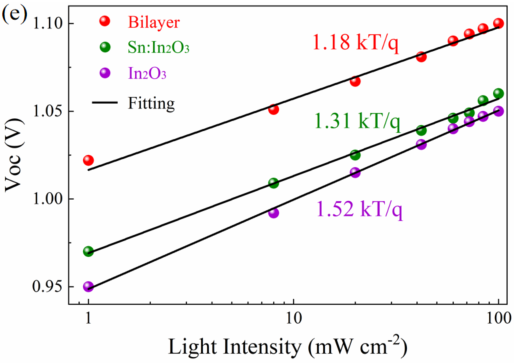 (e)
1.10
1.05
1.00
0.95
Voc (V)
Bilayer
Sn:In₂O₃
In₂O₃
Fitting
1.18 kT/q
1.31 kT/q
1.52 kT/q
1
10
100
Light Intensity (mW cm⁻²)